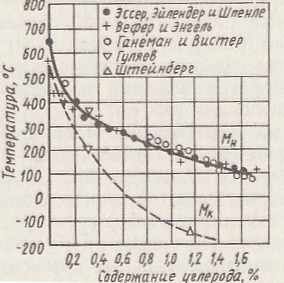 Температура, °С
800
700
600
500
400
300
200
100
0
-100
-200
● Эссер, Эйлендер и Шпенле
+ Вефер и Энгель
○ Ганеман и Вистер
▽ Гуляев
△ Штейнберг
Мн
Мк
0,2 0,4 0,6 0,8 1,0 1,2 1,4 1,6
Содержание углерода, %